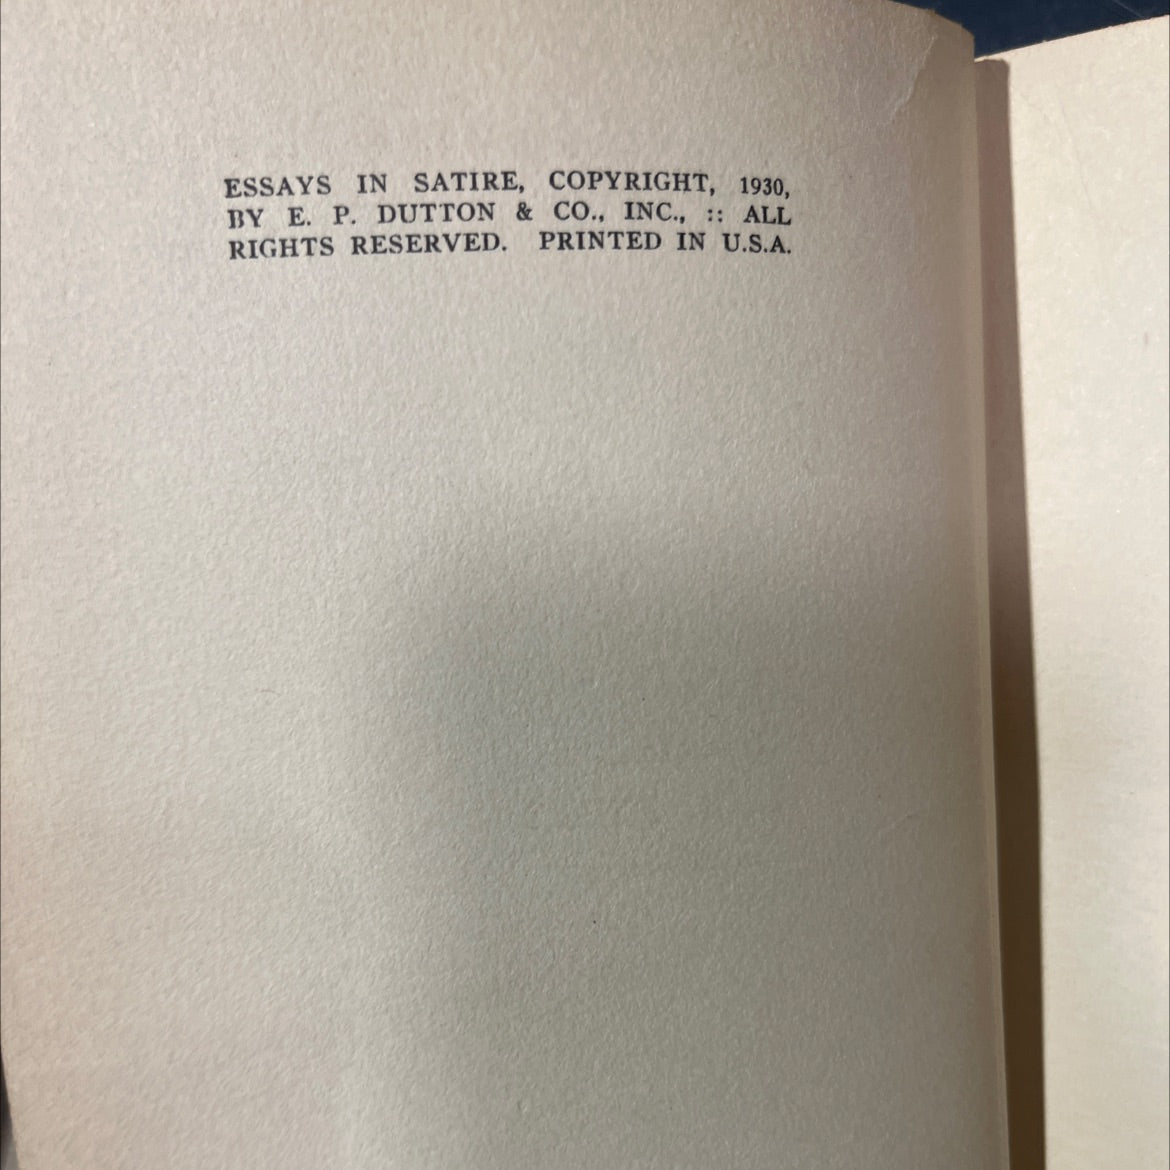 ESSAYS IN SATIRE, COPYRIGHT, 1930,
BY E. P. DUTTON & CO., INC., :: ALL
RIGHTS RESERVED. PRINTED IN U.S.A.